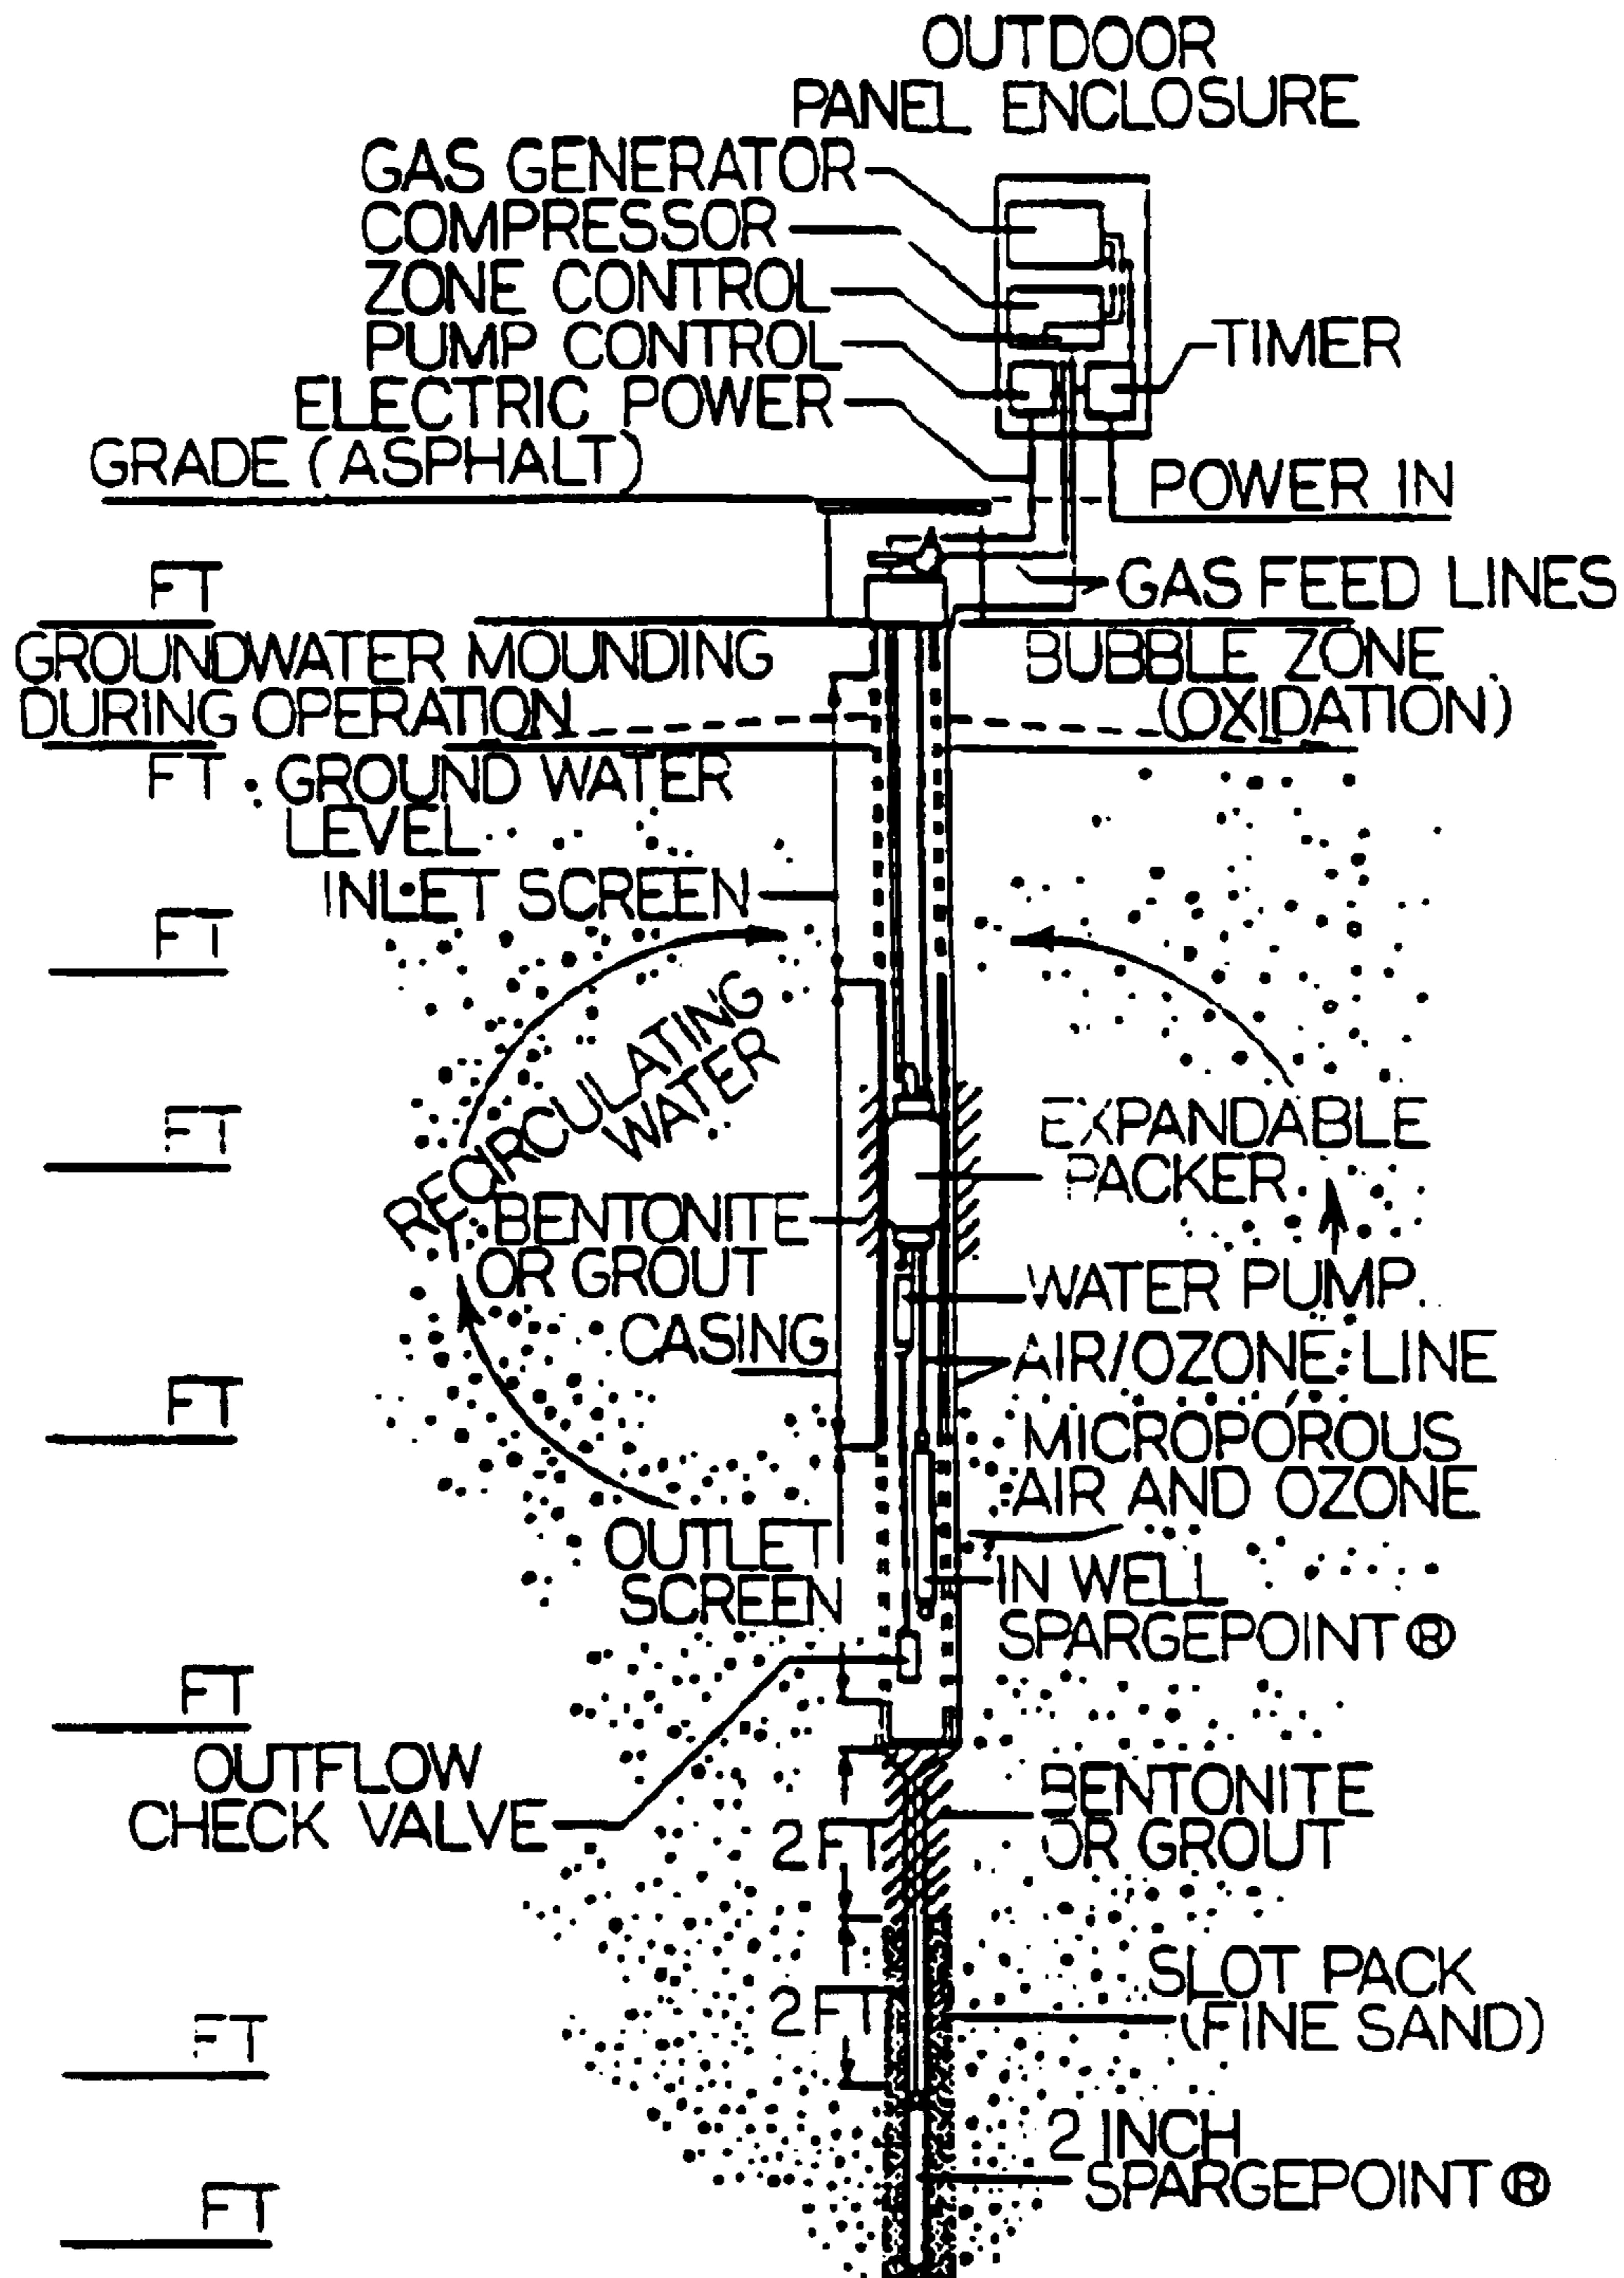 OUTDOOR
PANEL ENCLOSURE
GAS GENERATOR
COMPRESSOR
ZONE CONTROL
PUMP CONTROL
TIMER
ELECTRIC POWER
GRADE (ASPHALT)
POWER IN
FT
GAS FEED LINES
GROUNDWATER MOUNDING
DURING OPERATION
BUBBLE ZONE
(OXIDATION)
FT
GROUND WATER
LEVEL
INLET SCREEN
FT
RECIRCULATING
WATER
FT
EXPANDABLE
PACKER
BENTONITE
OR GROUT
WATER PUMP
CASING
AIR/OZONE LINE
FT
MICROPOROUS
AIR AND OZONE
OUTLET
SCREEN
IN WELL
SPARGEPOINT®
FT
OUTFLOW
CHECK VALVE
2 FT
BENTONITE
OR GROUT
2 FT
SLOT PACK
(FINE SAND)
FT
2 INCH
SPARGEPOINT®
FT